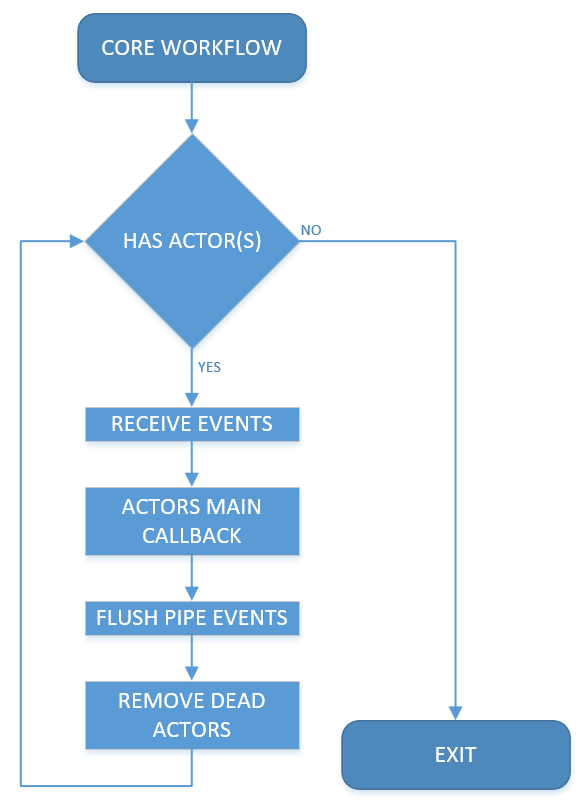 CORE WORKFLOW
HAS ACTOR(S)
NO
YES
RECEIVE EVENTS
ACTORS MAIN
CALLBACK
FLUSH PIPE EVENTS
REMOVE DEAD
ACTORS
EXIT